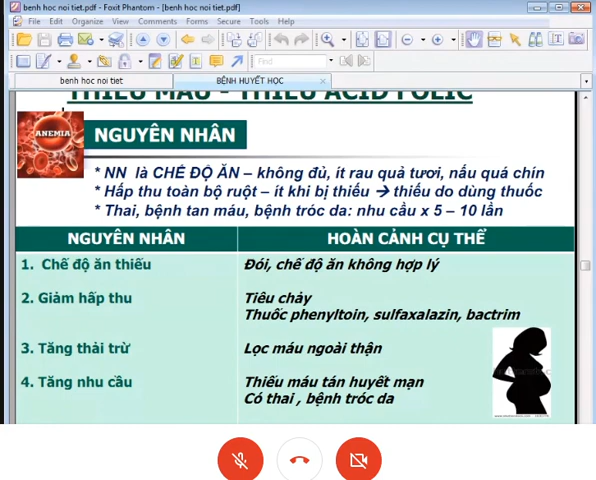 benh hoc noi tiet.pdf - Foxit Phantom - [benh hoc noi tiet.pdf]
File Edit Organize View Comments Forms Secure Tools Help
Find
benh hoc noi tiet
BỆNH HUYẾT HỌC
THIẾU MÁU - THIẾU ACID FOLIC
ANEMIA
NGUYÊN NHÂN
* NN là CHẾ ĐỘ ĂN – không đủ, ít rau quả tươi, nấu quá chín
* Hấp thu toàn bộ ruột – ít khi bị thiếu → thiếu do dùng thuốc
* Thai, bệnh tan máu, bệnh tróc da: nhu cầu x 5 – 10 lần
NGUYÊN NHÂN
HOÀN CẢNH CỤ THỂ
1. Chế độ ăn thiếu
Đói, chế độ ăn không hợp lý
2. Giảm hấp thu
Tiêu chảy
Thuốc phenyltoin, sulfaxalazin, bactrim
3. Tăng thải trừ
Lọc máu ngoài thận
4. Tăng nhu cầu
Thiếu máu tán huyết mạn
Có thai , bệnh tróc da